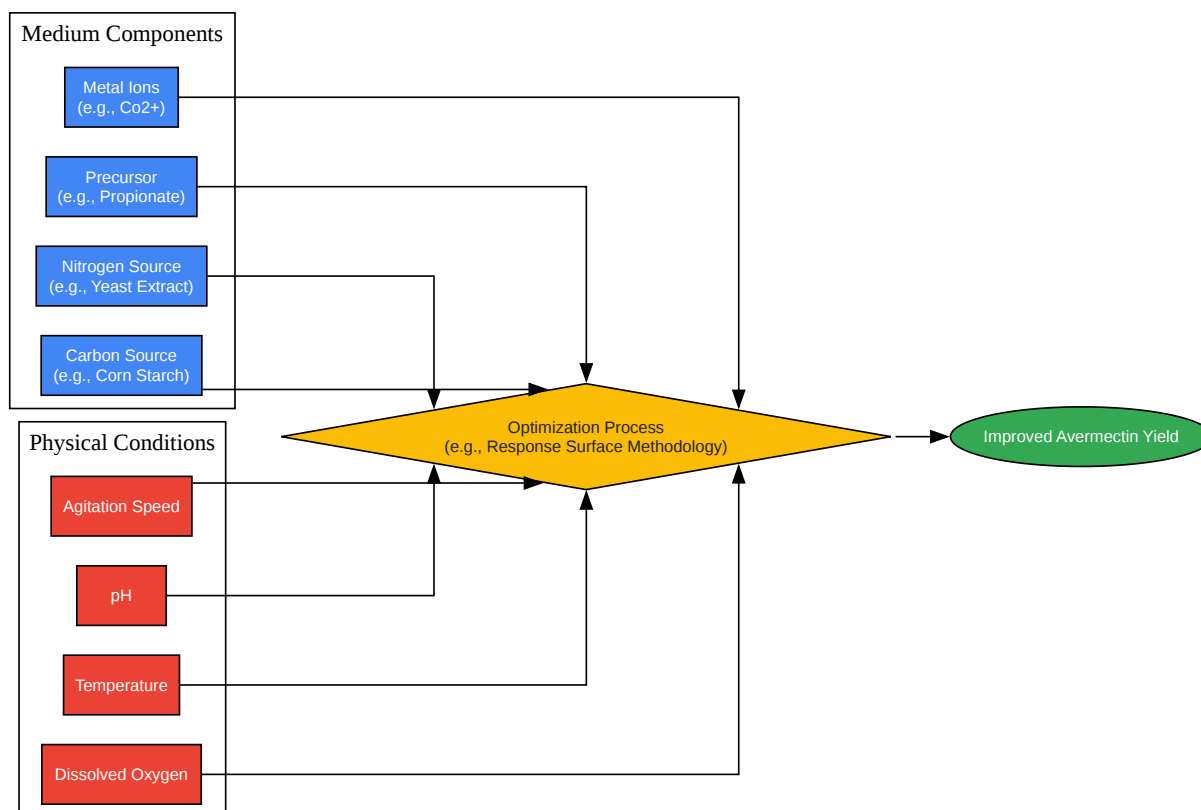 Medium Components
Metal Ions
(e.g., Co2+)
Precursor
(e.g., Propionate)
Nitrogen Source
(e.g., Yeast Extract)
Carbon Source
(e.g., Corn Starch)
Physical Conditions
Agitation Speed
pH
Temperature
Dissolved Oxygen
Optimization Process
(e.g., Response Surface Methodology)
Improved Avermectin Yield